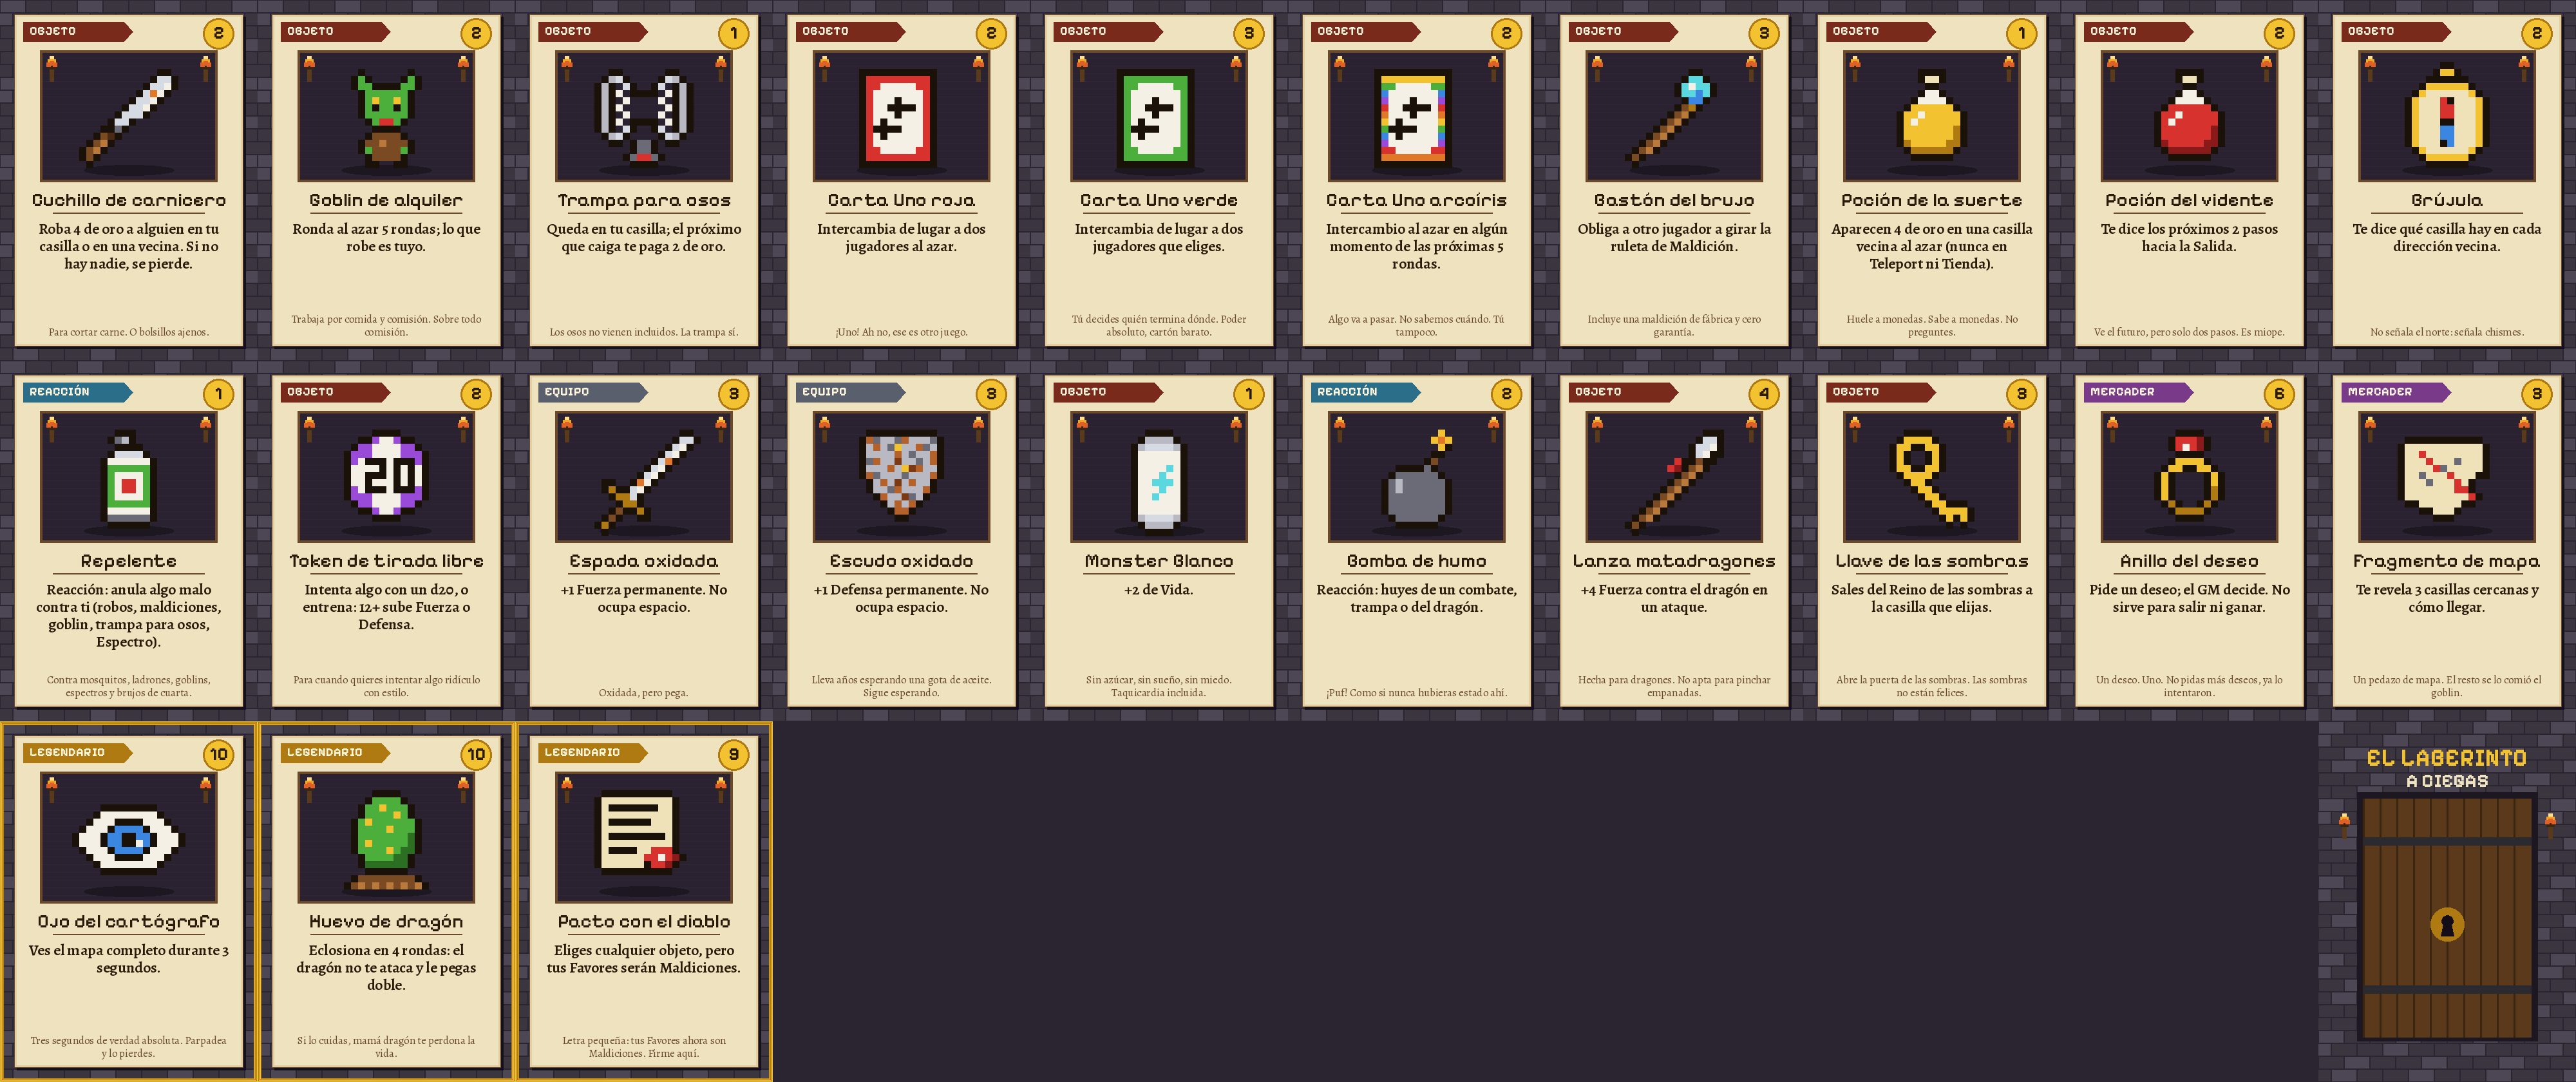 OBJETO
2
Cuchillo de carnicero
Roba 4 de oro a alguien en tu
casilla o en una vecina. Si no
hay nadie, se pierde.
Para cortar carne. O bolsillos ajenos.
OBJETO
2
Goblin de alquiler
Ronda al azar 5 rondas; lo que
robe es tuyo.
Trabaja por comida y comisión. Sobre todo
comisión.
OBJETO
1
Trampa para osos
Queda en tu casilla; el próximo
que caiga te paga 2 de oro.
Los osos no vienen incluidos. La trampa sí.
OBJETO
2
Carta Uno roja
Intercambia de lugar a dos
jugadores al azar.
¡Uno! Ah no, ese es otro juego.
OBJETO
3
Carta Uno verde
Intercambia de lugar a dos
jugadores que eliges.
Tú decides quién termina dónde. Poder
absoluto, cartón barato.
OBJETO
2
Carta Uno arcoíris
Intercambio al azar en algún
momento de las próximas 5
rondas.
Algo va a pasar. No sabemos cuándo. Tú
tampoco.
OBJETO
3
Bastón del brujo
Obliga a otro jugador a girar la
ruleta de Maldición.
Incluye una maldición de fábrica y cero
garantía.
OBJETO
1
Poción de la suerte
Aparecen 4 de oro en una casilla
vecina al azar (nunca en
Teleport ni Tienda).
Huele a monedas. Sabe a monedas. No
preguntes.
OBJETO
2
Poción del vidente
Te dice los próximos 2 pasos
hacia la Salida.
Ve el futuro, pero solo dos pasos. Es miope.
OBJETO
2
Brújula
Te dice qué casilla hay en cada
dirección vecina.
No señala el norte: señala chismes.
REACCIÓN
1
Repelente
Reacción: anula algo malo
contra ti (robos, maldiciones,
goblin, trampa para osos,
Espectro).
Contra mosquitos, ladrones, goblins,
espectros y brujos de cuarta.
OBJETO
2
20
Token de tirada libre
Intenta algo con un d20, o
entrena: 12+ sube Fuerza o
Defensa.
Para cuando quieres intentar algo ridículo
con estilo.
EQUIPO
3
Espada oxidada
+1 Fuerza permanente. No
ocupa espacio.
Oxidada, pero pega.
EQUIPO
3
Escudo oxidado
+1 Defensa permanente. No
ocupa espacio.
Lleva años esperando una gota de aceite.
Sigue esperando.
OBJETO
1
Monster Blanco
+2 de Vida.
Sin azúcar, sin sueño, sin miedo.
Taquicardia incluida.
REACCIÓN
2
Bomba de humo
Reacción: huyes de un combate,
trampa o del dragón.
¡Puf! Como si nunca hubieras estado ahí.
OBJETO
4
Lanza matadragones
+4 Fuerza contra el dragón en
un ataque.
Hecha para dragones. No apta para pinchar
empanadas.
OBJETO
3
Llave de las sombras
Sales del Reino de las sombras a
la casilla que elijas.
Abre la puerta de las sombras. Las sombras
no están felices.
MERCADER
6
Anillo del deseo
Pide un deseo; el GM decide. No
sirve para salir ni ganar.
Un deseo. Uno. No pidas más deseos, ya lo
intentaron.
MERCADER
3
Fragmento de mapa
Te revela 3 casillas cercanas y
cómo llegar.
Un pedazo de mapa. El resto se lo comió el
goblin.
LEGENDARIO
10
Ojo del cartógrafo
Ves el mapa completo durante 3
segundos.
Tres segundos de verdad absoluta. Parpadea
y lo pierdes.
LEGENDARIO
10
Huevo de dragón
Eclosiona en 4 rondas: el
dragón no te ataca y le pegas
doble.
Si lo cuidas, mamá dragón te perdona la
vida.
LEGENDARIO
9
Pacto con el diablo
Eliges cualquier objeto, pero
tus Favores serán Maldiciones.
Letra pequeña: tus Favores ahora son
Maldiciones. Firme aquí.
EL LABERINTO
A CIEGAS